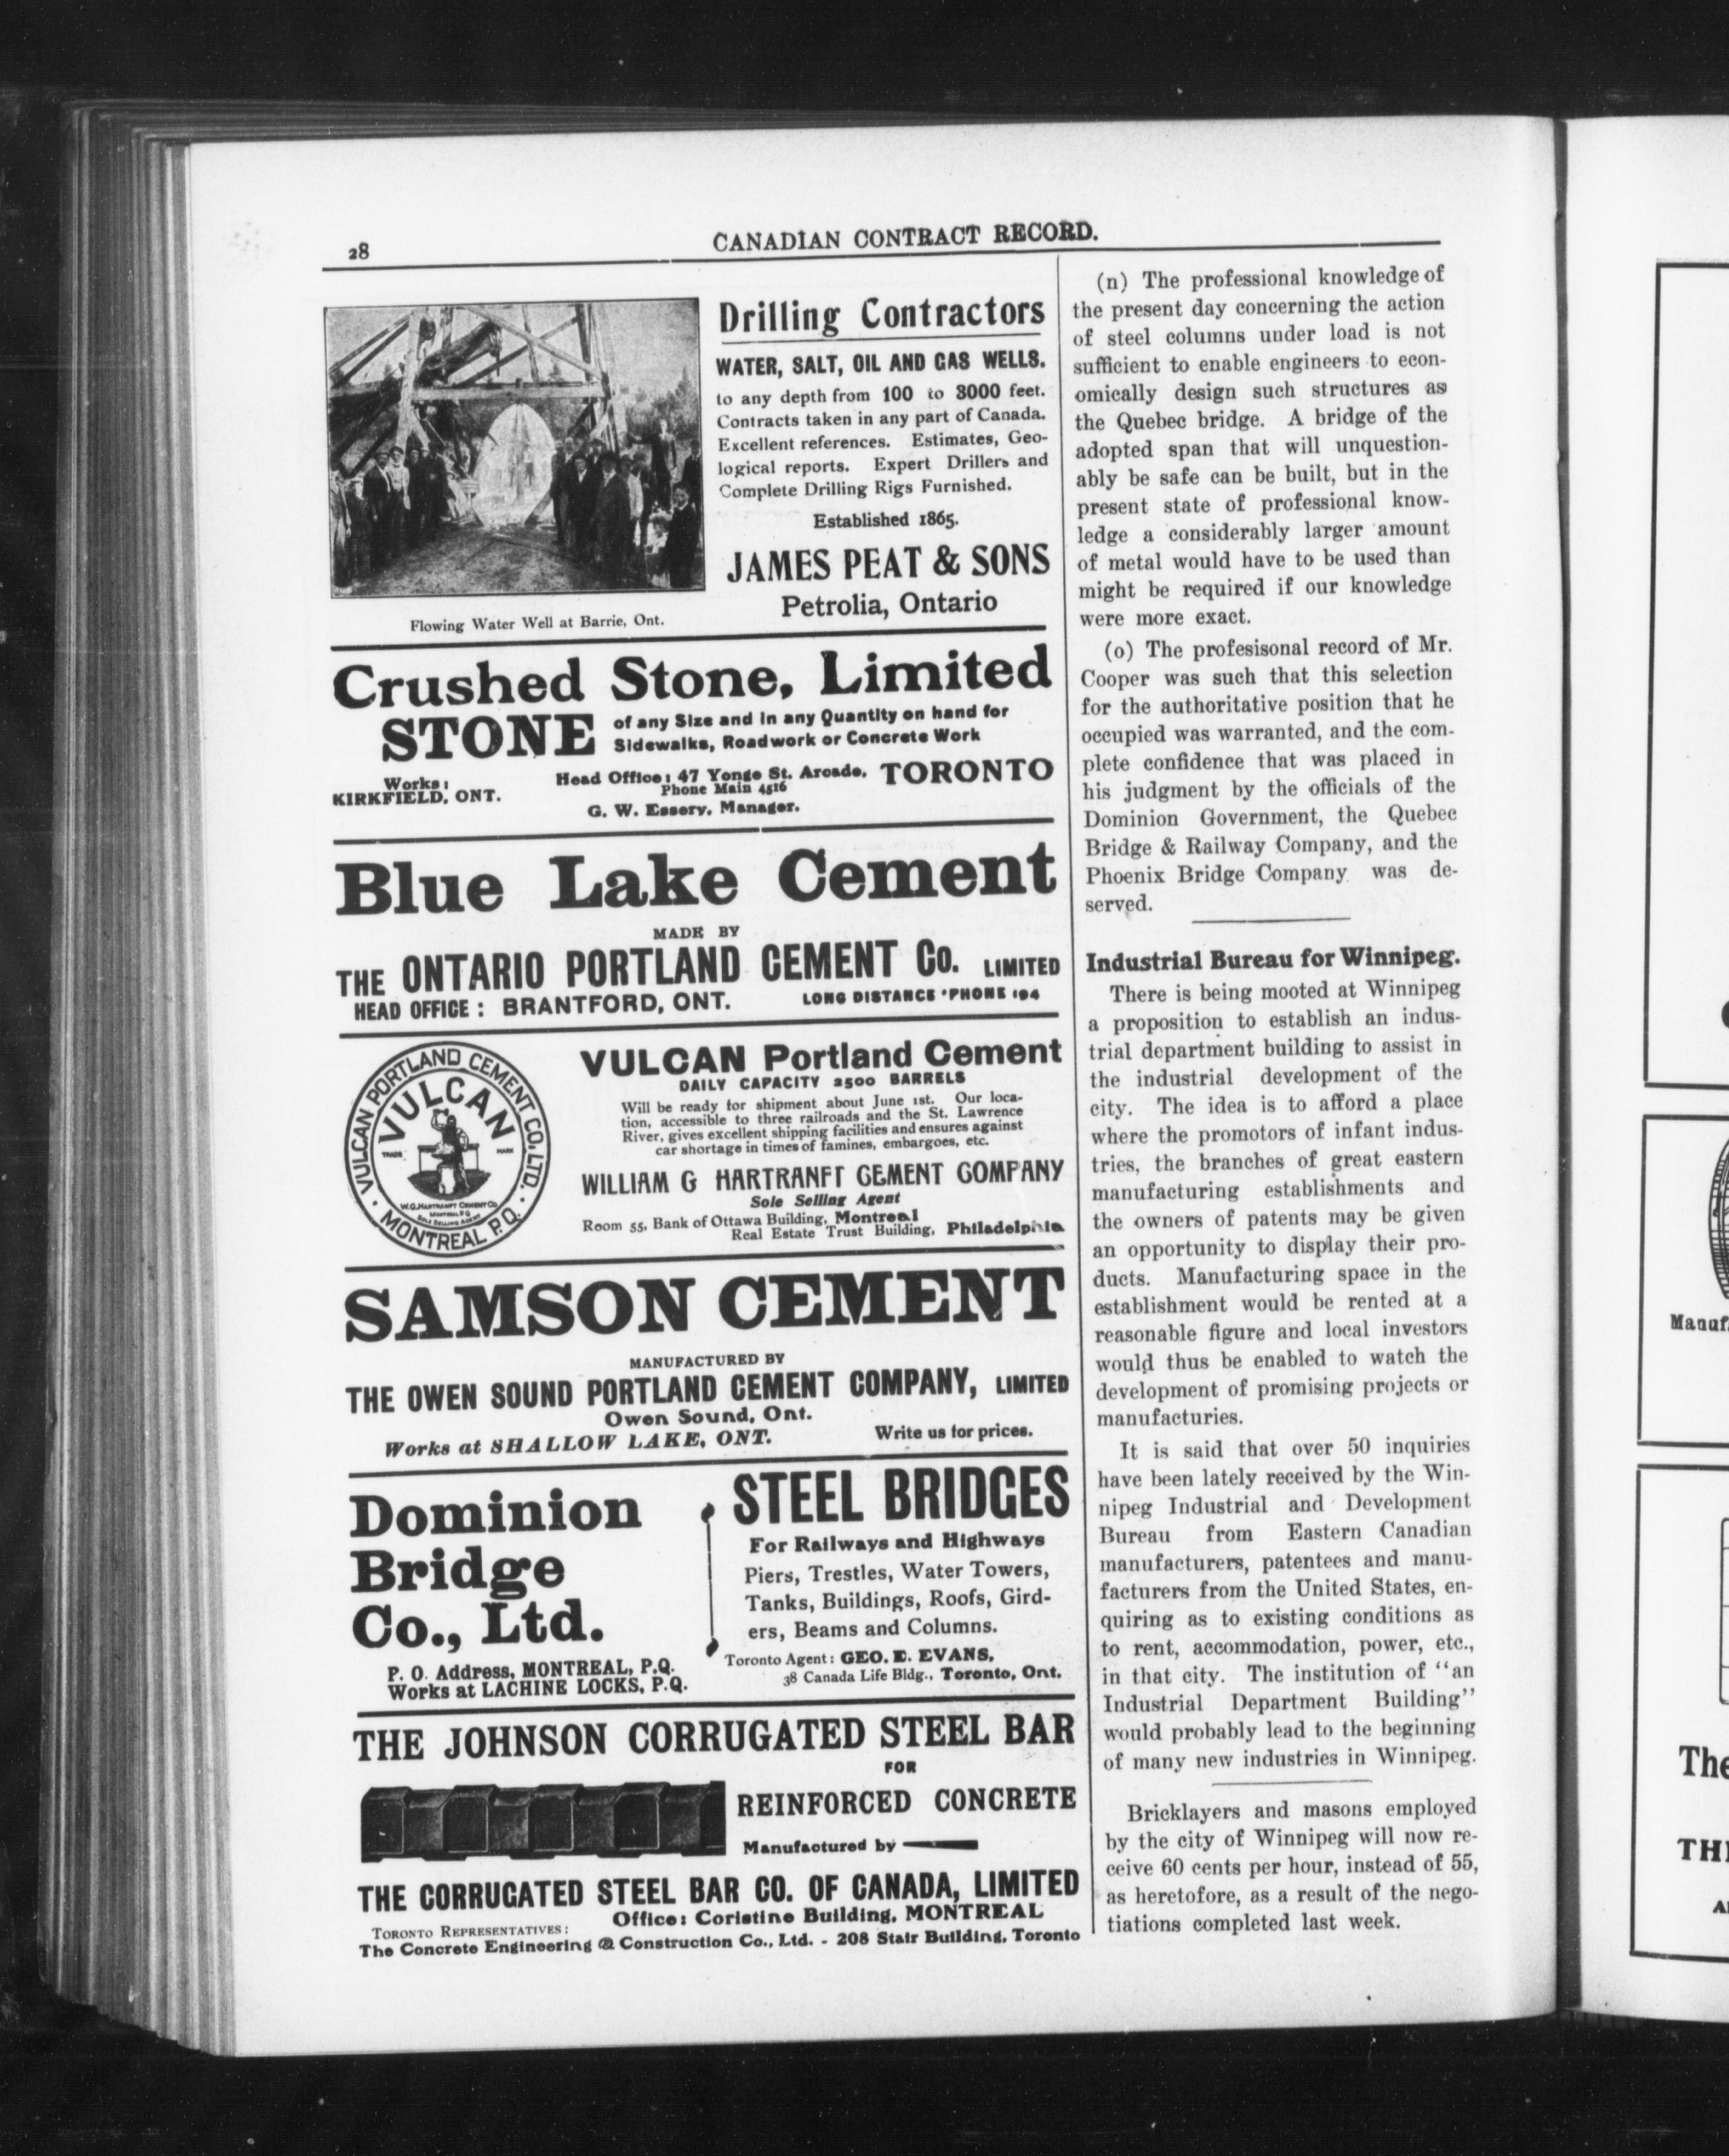 28
CANADIAN CONTRACT RECORD.
Flowing Water Well at Barrie, Ont.
Drilling Contractors
WATER, SALT, OIL AND GAS WELLS.
to any depth from 100 to 3000 feet.
Contracts taken in any part of Canada.
Excellent references. Estimates, Geo-
logical reports. Expert Drillers and
Complete Drilling Rigs Furnished.
Established 1865.
JAMES PEAT & SONS
Petrolia, Ontario
Crushed Stone, Limited
STONE
of any Size and in any Quantity on hand for
Sidewalks, Roadwork or Concrete Work
Works:
KIRKFIELD, ONT.
Head Office: 47 Yonge St. Arcade, TORONTO
Phone Main 4516
G. W. Essery, Manager.
Blue Lake Cement
MADE BY
THE ONTARIO PORTLAND CEMENT CO. LIMITED
HEAD OFFICE: BRANTFORD, ONT.
LONG DISTANCE 'PHONE 194
VULCAN PORTLAND CEMENT CO. LTD.
VULCAN
TRADE MARK
W.G. HARTRANFT CEMENT CO.
MONTREAL P.Q.
SOLE SELLING AGENT
MONTREAL P.Q.
VULCAN Portland Cement
DAILY CAPACITY 2500 BARRELS
Will be ready for shipment about June 1st. Our loca-
tion, accessible to three railroads and the St. Lawrence
River, gives excellent shipping facilities and ensures against
car shortage in times of famines, embargoes, etc.
WILLIAM G HARTRANFT CEMENT COMPANY
Sole Selling Agent
Room 55, Bank of Ottawa Building, Montreal
Real Estate Trust Building, Philadelphia
SAMSON CEMENT
MANUFACTURED BY
THE OWEN SOUND PORTLAND CEMENT COMPANY, LIMITED
Owen Sound, Ont.
Works at SHALLOW LAKE, ONT.
Write us for prices.
Dominion
Bridge
Co., Ltd.
P. O. Address, MONTREAL, P.Q.
Works at LACHINE LOCKS, P.Q.
STEEL BRIDGES
For Railways and Highways
Piers, Trestles, Water Towers,
Tanks, Buildings, Roofs, Gird-
ers, Beams and Columns.
Toronto Agent: GEO. E. EVANS,
38 Canada Life Bldg., Toronto, Ont.
THE JOHNSON CORRUGATED STEEL BAR
FOR
REINFORCED CONCRETE
Manufactured by
THE CORRUGATED STEEL BAR CO. OF CANADA, LIMITED
Office: Coristine Building, MONTREAL
TORONTO REPRESENTATIVES:
The Concrete Engineering & Construction Co., Ltd. - 208 Stair Building, Toronto
(n) The professional knowledge of
the present day concerning the action
of steel columns under load is not
sufficient to enable engineers to econ-
omically design such structures as
the Quebec bridge. A bridge of the
adopted span that will unquestion-
ably be safe can be built, but in the
present state of professional know-
ledge a considerably larger amount
of metal would have to be used than
might be required if our knowledge
were more exact.
(o) The profesisonal record of Mr.
Cooper was such that this selection
for the authoritative position that he
occupied was warranted, and the com-
plete confidence that was placed in
his judgment by the officials of the
Dominion Government, the Quebec
Bridge & Railway Company, and the
Phoenix Bridge Company was de-
served.
Industrial Bureau for Winnipeg.
There is being mooted at Winnipeg
a proposition to establish an indus-
trial department building to assist in
the industrial development of the
city. The idea is to afford a place
where the promotors of infant indus-
tries, the branches of great eastern
manufacturing establishments and
the owners of patents may be given
an opportunity to display their pro-
ducts. Manufacturing space in the
establishment would be rented at a
reasonable figure and local investors
would thus be enabled to watch the
development of promising projects or
manufacturies.
It is said that over 50 inquiries
have been lately received by the Win-
nipeg Industrial and Development
Bureau from Eastern Canadian
manufacturers, patentees and manu-
facturers from the United States, en-
quiring as to existing conditions as
to rent, accommodation, power, etc.,
in that city. The institution of "an
Industrial Department Building"
would probably lead to the beginning
of many new industries in Winnipeg.
Bricklayers and masons employed
by the city of Winnipeg will now re-
ceive 60 cents per hour, instead of 55,
as heretofore, as a result of the nego-
tiations completed last week.